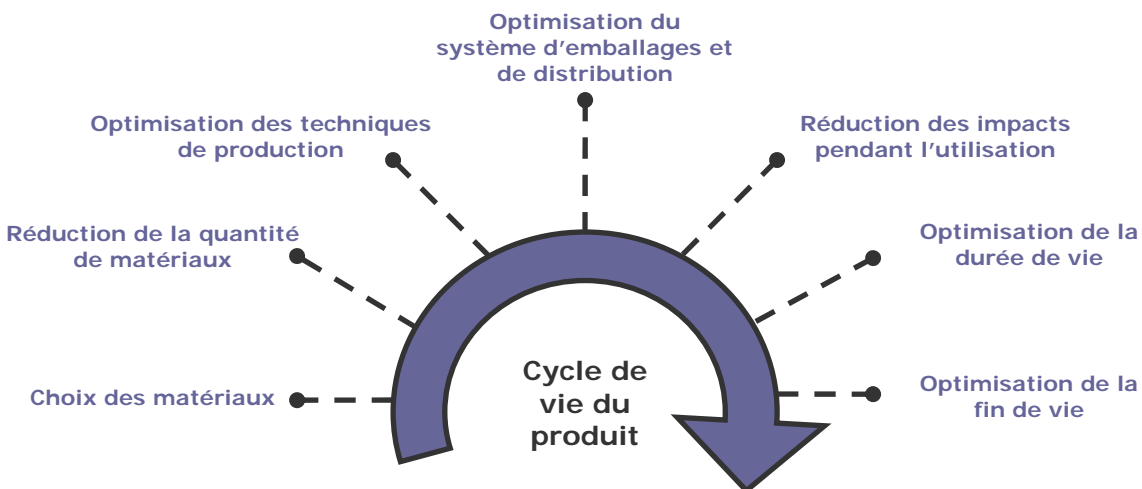 Optimisation du
système d'emballages et
de distribution
Optimisation des techniques
de production
Réduction des impacts
pendant l'utilisation
Réduction de la quantité
de matériaux
Optimisation de la
durée de vie
Choix des matériaux
Cycle de
vie du
produit
Optimisation de la
fin de vie